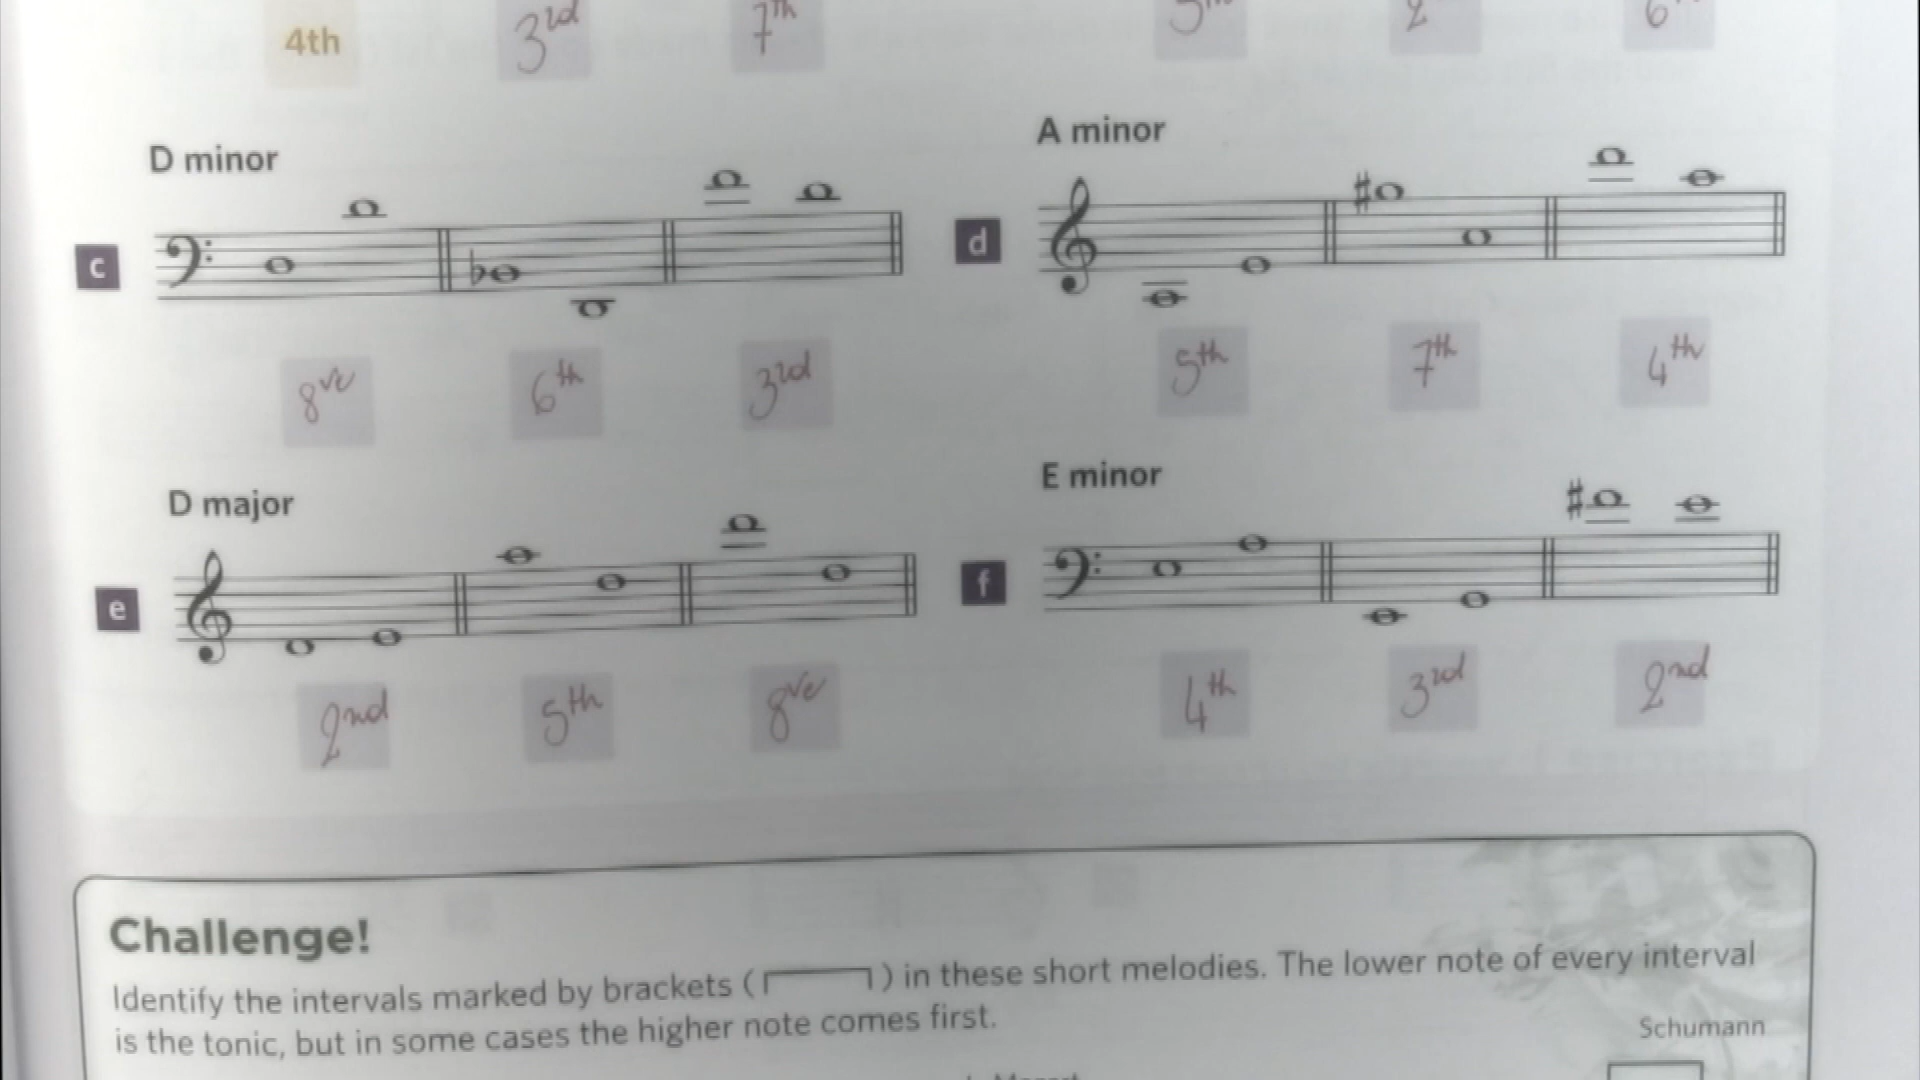 4th 3rd 7th
D minor
A minor
c
d
8ve 6th 3rd
5th 7th 4th
D major
E minor
e
f
2nd 5th 8ve
4th 3rd 2nd
Challenge!
Identify the intervals marked by brackets ( ) in these short melodies. The lower note of every interval
is the tonic, but in some cases the higher note comes first.
Schumann